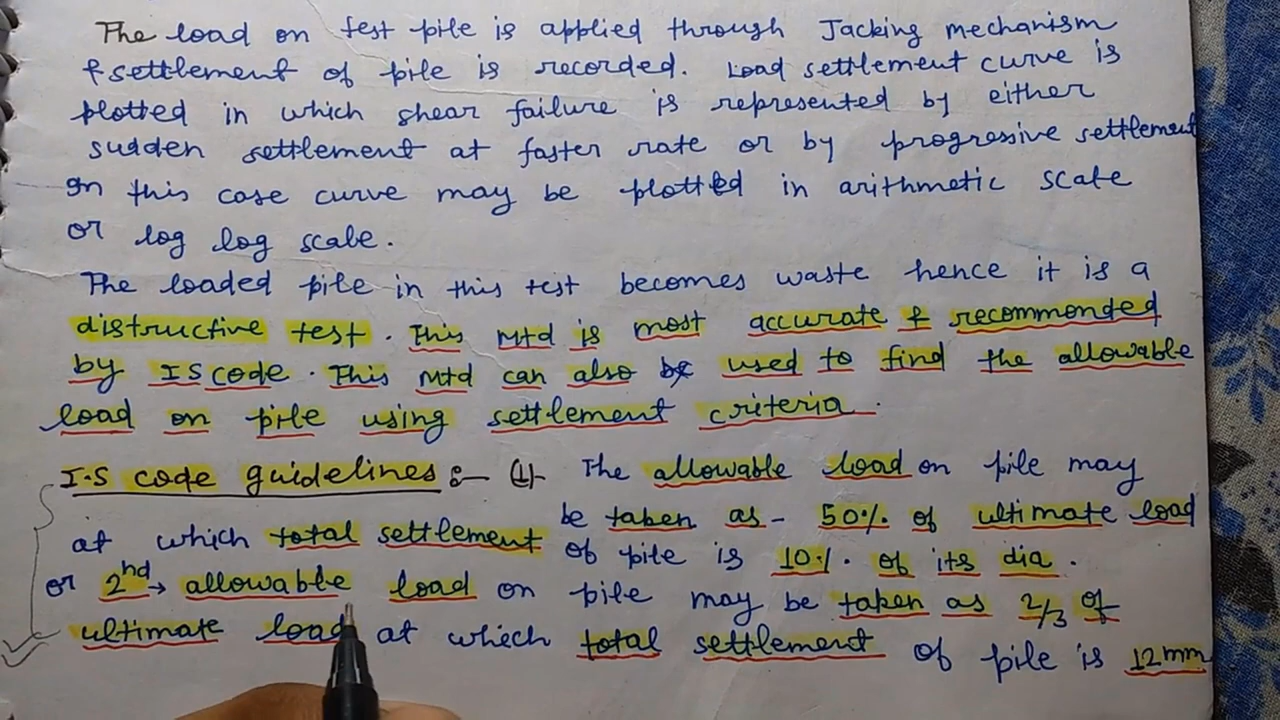 The load on test pile is applied through Jacking mechanism
& settlement of pile is recorded. Load settlement curve is
plotted in which shear failure is represented by either
sudden settlement at faster rate or by progressive settlement
In this case curve may be plotted in arithmatic scale
or log log scale.
The loaded pile in this test becomes waste hence it is a
distructive test. This Mtd is most accurate & recommonded
by IS code. This Mtd can also be used to find the allowable
load on pile using settlement criteria.
I.S code guidelines :- (1)- The allowable load on pile may
be taken as - 50% of ultimate load
at which total settlement of pile is 10%. of its dia.
or 2nd → allowable load on pile may be taken as 2/3 of
ultimate load at which total settlement of pile is 12mm